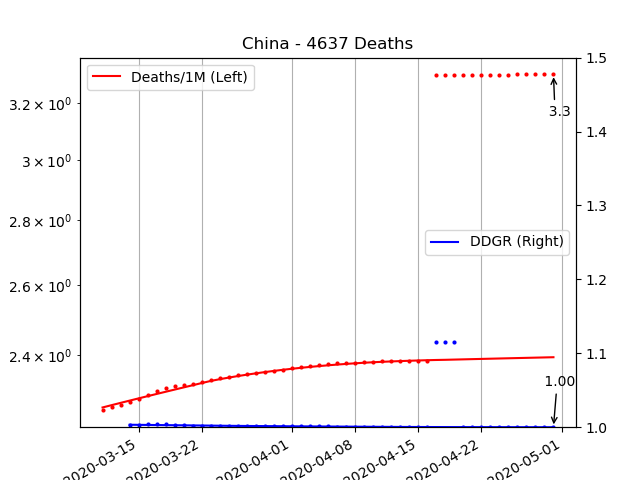 China - 4637 Deaths
Deaths/1M (Left)
3.2 × 10⁰
3 × 10⁰
2.8 × 10⁰
2.6 × 10⁰
2.4 × 10⁰
3.3
DDGR (Right)
1.00
1.5
1.4
1.3
1.2
1.1
1.0
2020-03-15
2020-03-22
2020-04-01
2020-04-08
2020-04-15
2020-04-22
2020-05-01